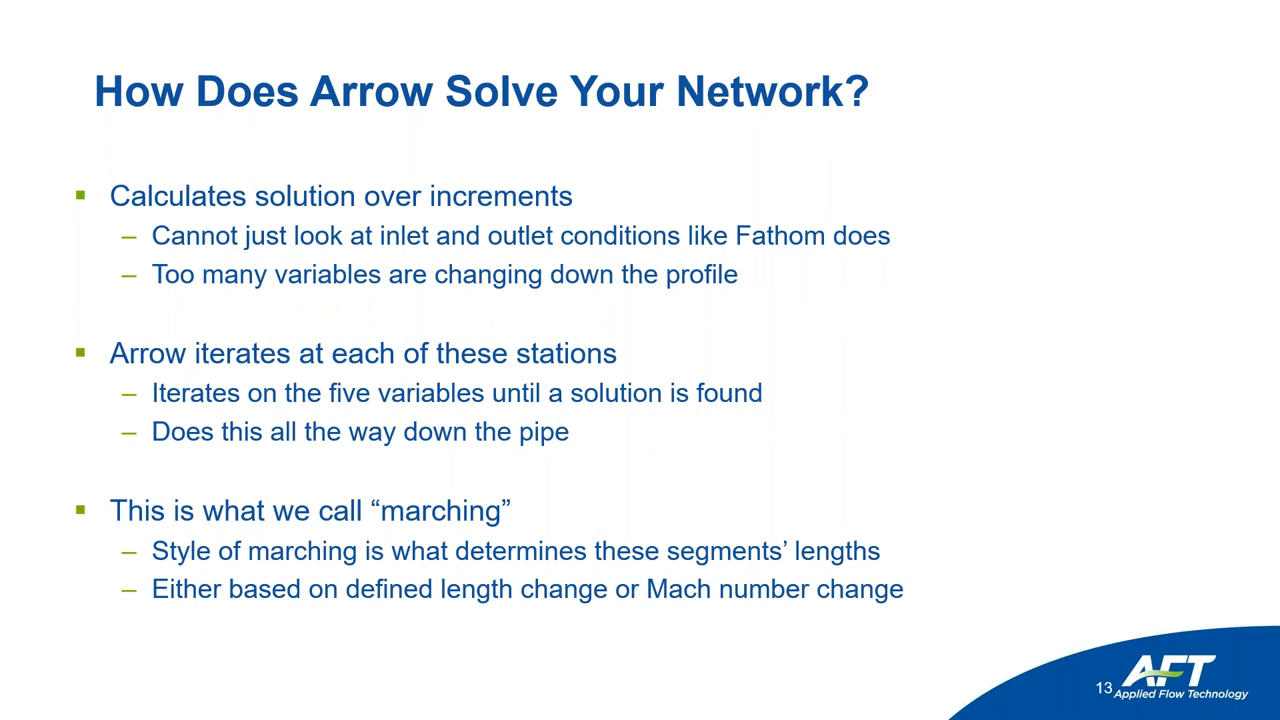 How Does Arrow Solve Your Network?
▪ Calculates solution over increments
– Cannot just look at inlet and outlet conditions like Fathom does
– Too many variables are changing down the profile
▪ Arrow iterates at each of these stations
– Iterates on the five variables until a solution is found
– Does this all the way down the pipe
▪ This is what we call “marching”
– Style of marching is what determines these segments’ lengths
– Either based on defined length change or Mach number change
13
AFT
Applied Flow Technology